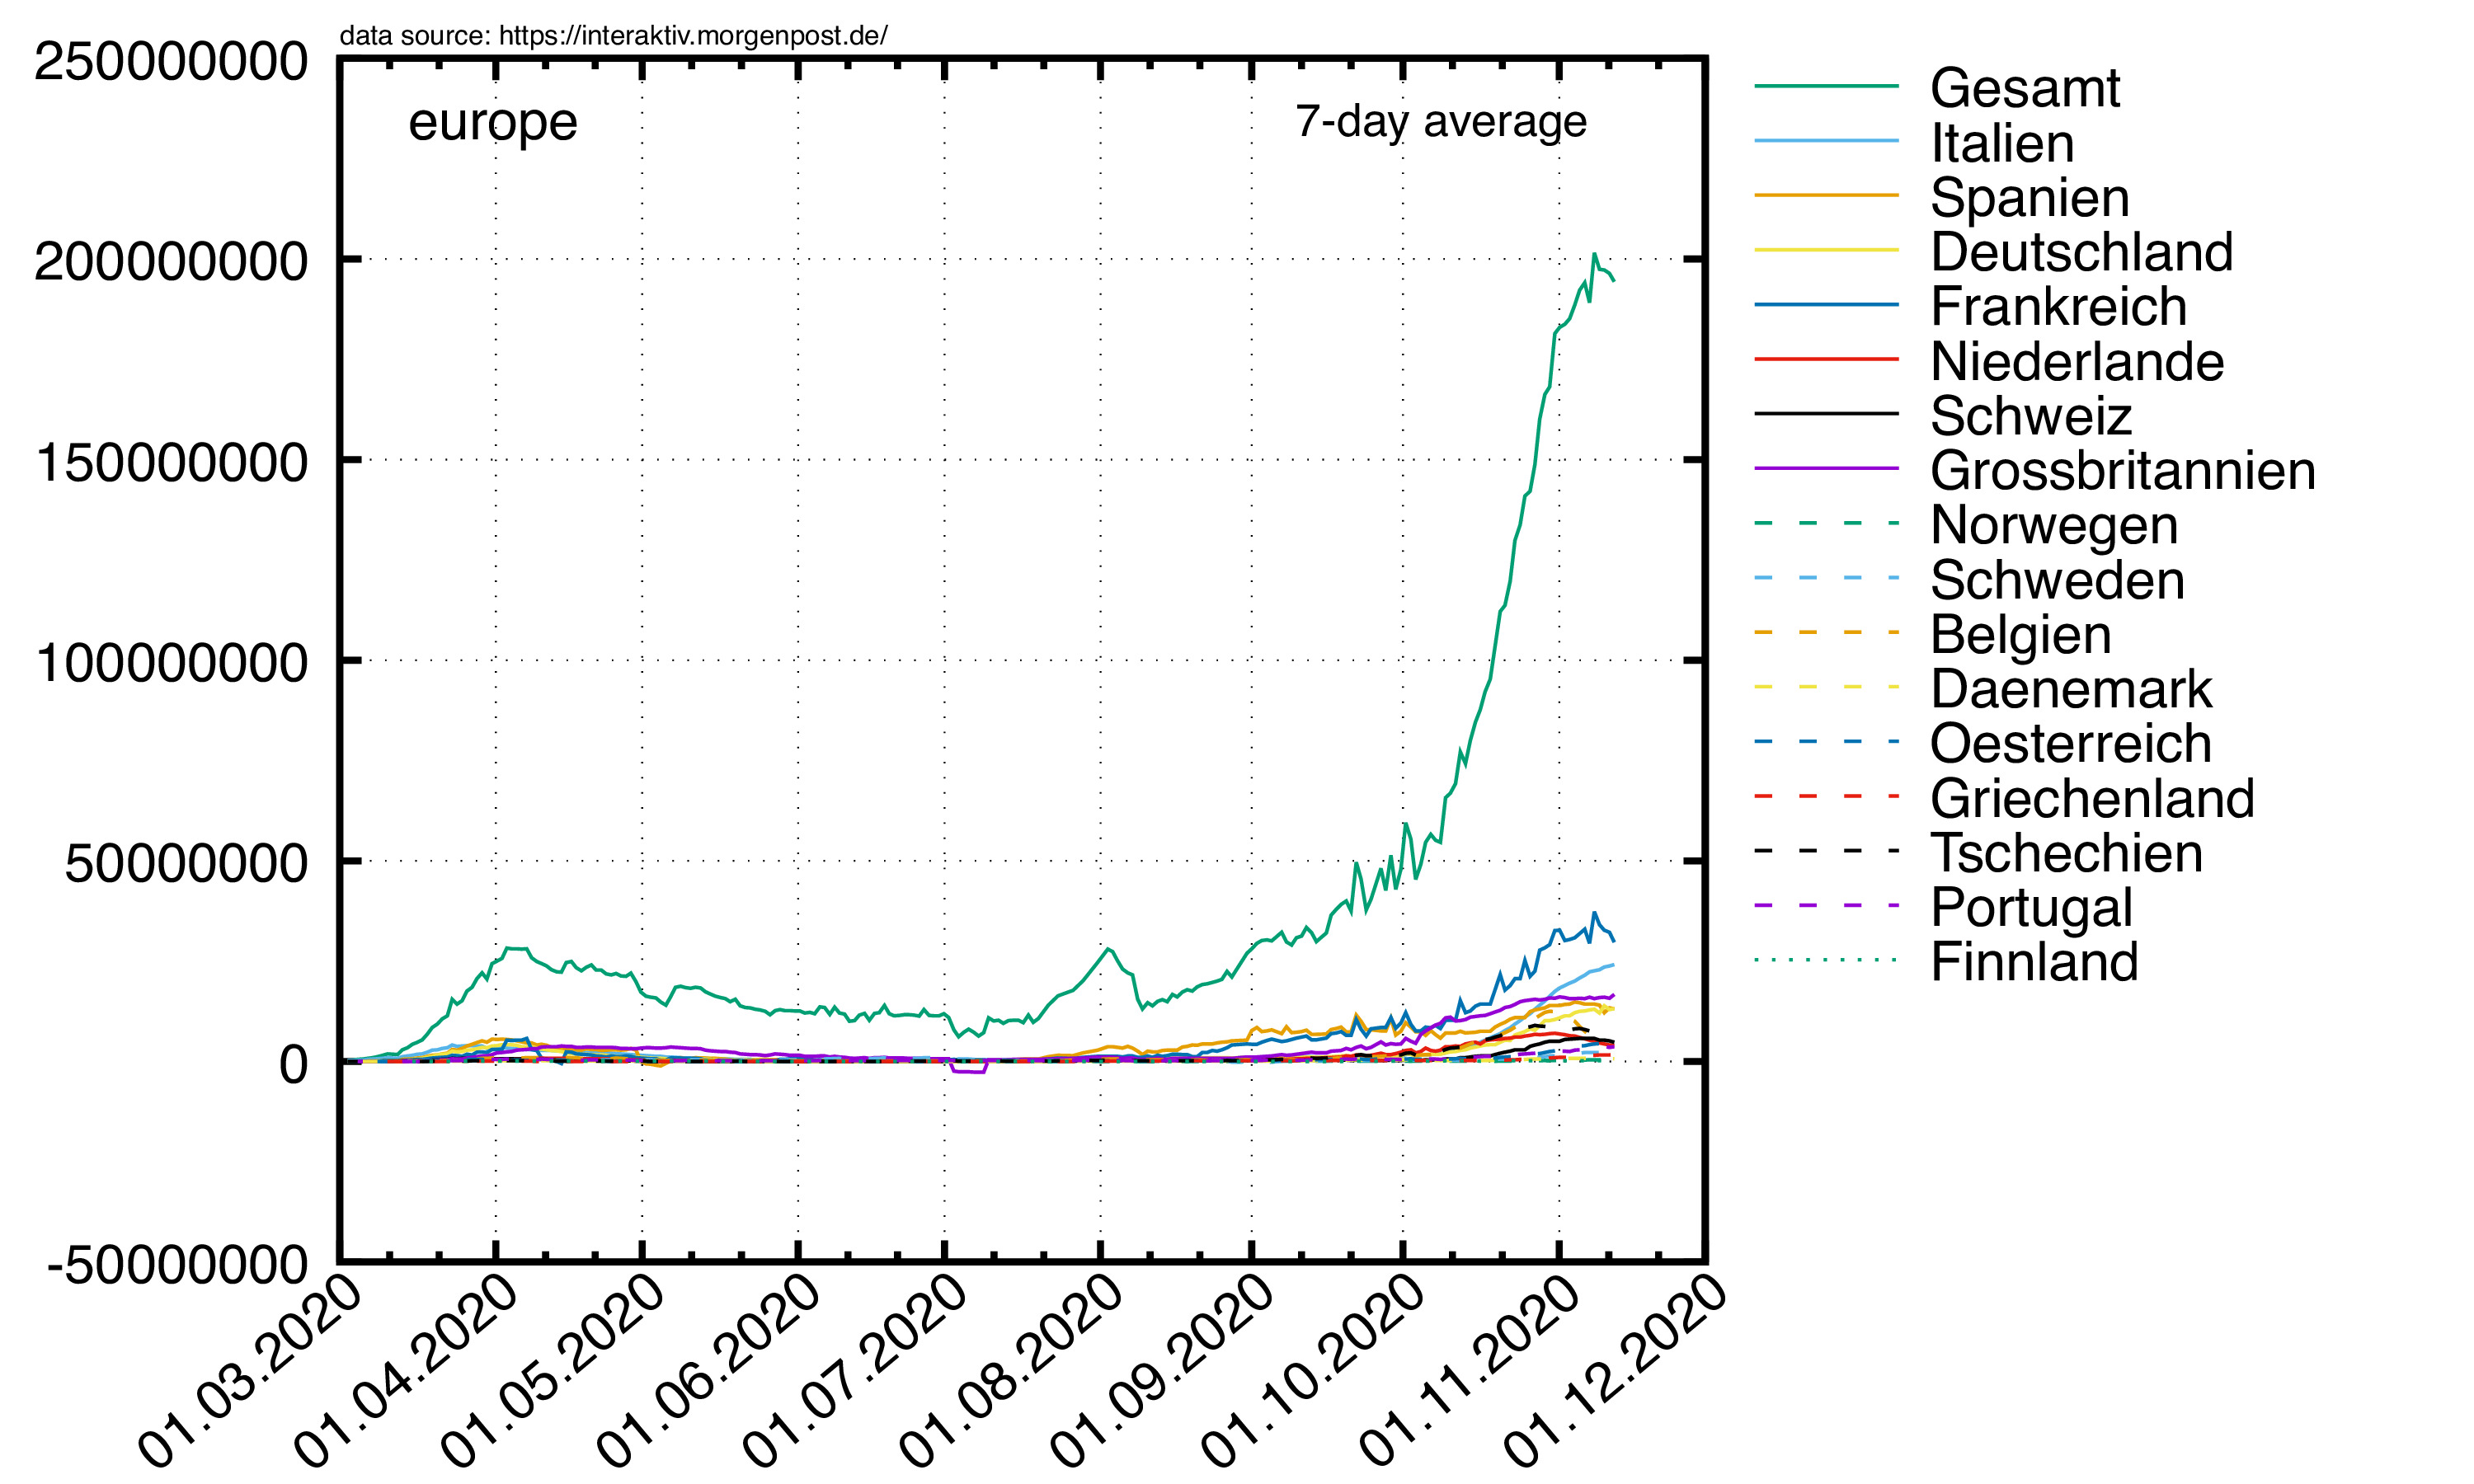 data source: https://interaktiv.morgenpost.de/
europe
7-day average
250000000
200000000
150000000
100000000
50000000
0
-50000000
01.03.2020
01.04.2020
01.05.2020
01.06.2020
01.07.2020
01.08.2020
01.09.2020
01.10.2020
01.11.2020
01.12.2020
Gesamt
Italien
Spanien
Deutschland
Frankreich
Niederlande
Schweiz
Grossbritannien
Norwegen
Schweden
Belgien
Daenemark
Oesterreich
Griechenland
Tschechien
Portugal
Finnland